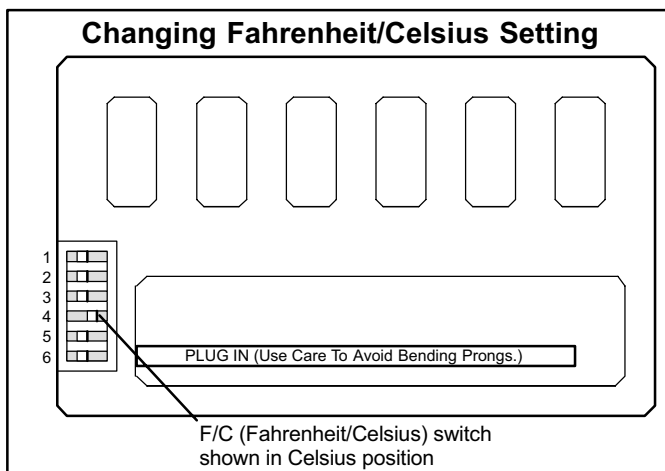 Changing Fahrenheit/Celsius Setting
1
2
3
4
5
6
PLUG IN (Use Care To Avoid Bending Prongs.)
F/C (Fahrenheit/Celsius) switch
shown in Celsius position